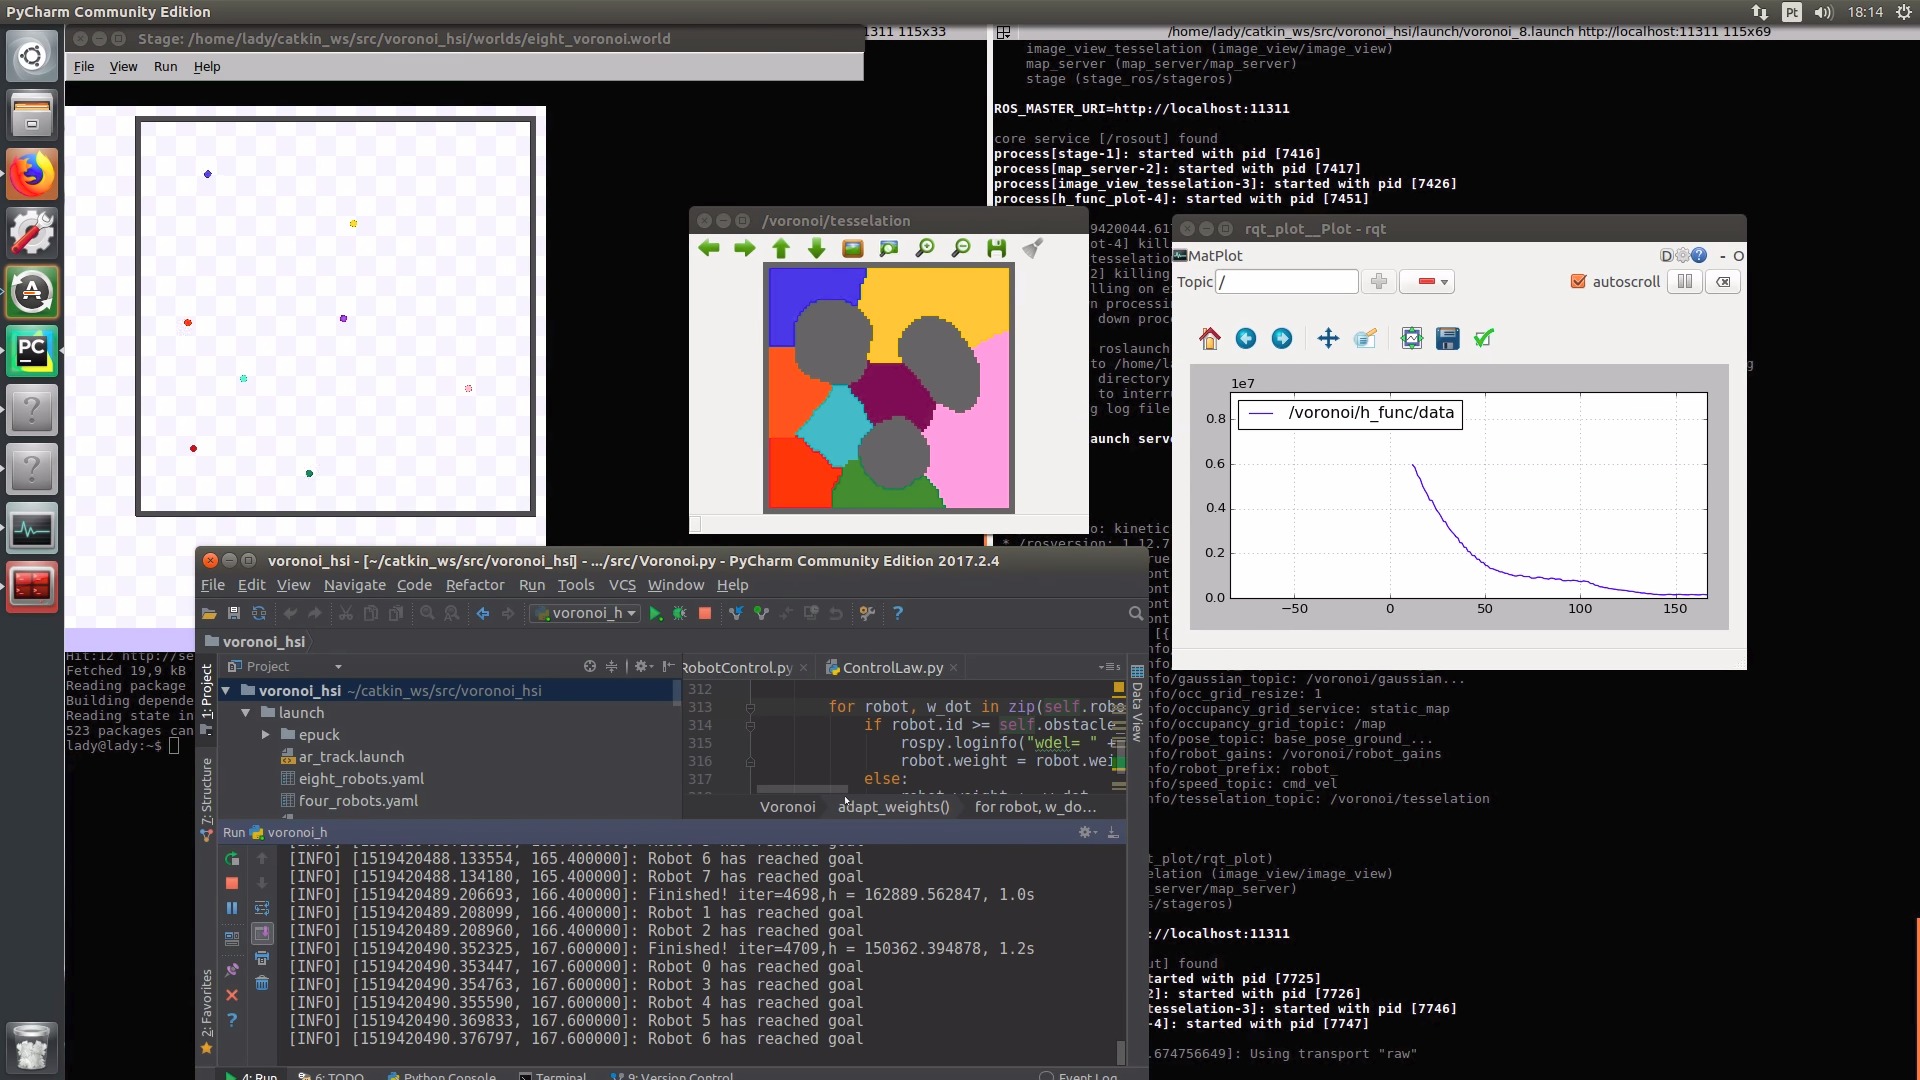 PyCharm Community Edition
Pt
18:14
Stage: /home/lady/catkin_ws/src/voronoi_hsi/worlds/eight_voronoi.world
File View Run Help
311 115x33
/home/lady/catkin_ws/src/voronoi_hsi/launch/voronoi_8.launch http://localhost:11311 115x69
image_view_tesselation (image_view/image_view)
map_server (map_server/map_server)
stage (stage_ros/stageros)
ROS_MASTER_URI=http://localhost:11311
core service [/rosout] found
process[stage-1]: started with pid [7416]
process[map_server-2]: started with pid [7417]
process[image_view_tesselation-3]: started with pid [7426]
process[h_func_plot-4]: started with pid [7451]
9420044.61
ot-4] kill
tesselatio
2] killing
lling on e
n processin
down proce
roslaunch
to /home/l
directory
to interru
g log file
aunch serve
o: kinetic
* /rosversion: 1.12.7
/voronoi/tesselation
rqt_plot__Plot - rqt
MatPlot
D
- O
Topic /
autoscroll
1e7
/voronoi/h_func/data
0.8
0.6
0.4
0.2
0.0
−50 0 50 100 150
nfo/gaussian_topic: /voronoi/gaussian...
nfo/occ_grid_resize: 1
nfo/occupancy_grid_service: static_map
nfo/occupancy_grid_topic: /map
nfo/pose_topic: base_pose_ground_...
nfo/robot_gains: /voronoi/robot_gains
nfo/robot_prefix: robot_
nfo/speed_topic: cmd_vel
nfo/tesselation_topic: /voronoi/tesselation
t_plot/rqt_plot)
elation (image_view/image_view)
_server/map_server)
s/stageros)
://localhost:11311
ut] found
tarted with pid [7725]
2]: started with pid [7726]
tesselation-3]: started with pid [7746]
-4]: started with pid [7747]
.674756649]: Using transport "raw"
Hit:12 http://se
Fetched 19,9 kB
Reading package
Building depende
Reading state in
523 packages can
lady@lady:~$
voronoi_hsi - [~/catkin_ws/src/voronoi_hsi] - .../src/Voronoi.py - PyCharm Community Edition 2017.2.4
File Edit View Navigate Code Refactor Run Tools VCS Window Help
voronoi_h
voronoi_hsi
Project
RobotControl.py
ControlLaw.py
1: Project
7: Structure
2: Favorites
Data View
voronoi_hsi ~/catkin_ws/src/voronoi_hsi
launch
epuck
ar_track.launch
eight_robots.yaml
four_robots.yaml
312
313 for robot, w_dot in zip(self.robo
314 if robot.id >= self.obstacle
315 rospy.loginfo("wdel= " +
316 robot.weight = robot.wei
317 else:
Voronoi adapt_weights() for robot, w_do...
Run voronoi_h
[INFO] [1519420488.133554, 165.400000]: Robot 6 has reached goal
[INFO] [1519420488.134180, 165.400000]: Robot 7 has reached goal
[INFO] [1519420489.206693, 166.400000]: Finished! iter=4698,h = 162889.562847, 1.0s
[INFO] [1519420489.208099, 166.400000]: Robot 1 has reached goal
[INFO] [1519420489.208960, 166.400000]: Robot 2 has reached goal
[INFO] [1519420490.352325, 167.600000]: Finished! iter=4709,h = 150362.394878, 1.2s
[INFO] [1519420490.353447, 167.600000]: Robot 0 has reached goal
[INFO] [1519420490.354763, 167.600000]: Robot 3 has reached goal
[INFO] [1519420490.355590, 167.600000]: Robot 4 has reached goal
[INFO] [1519420490.369833, 167.600000]: Robot 5 has reached goal
[INFO] [1519420490.376797, 167.600000]: Robot 6 has reached goal
4: Run 6: TODO Python Console Terminal 9: Version Control Event Log